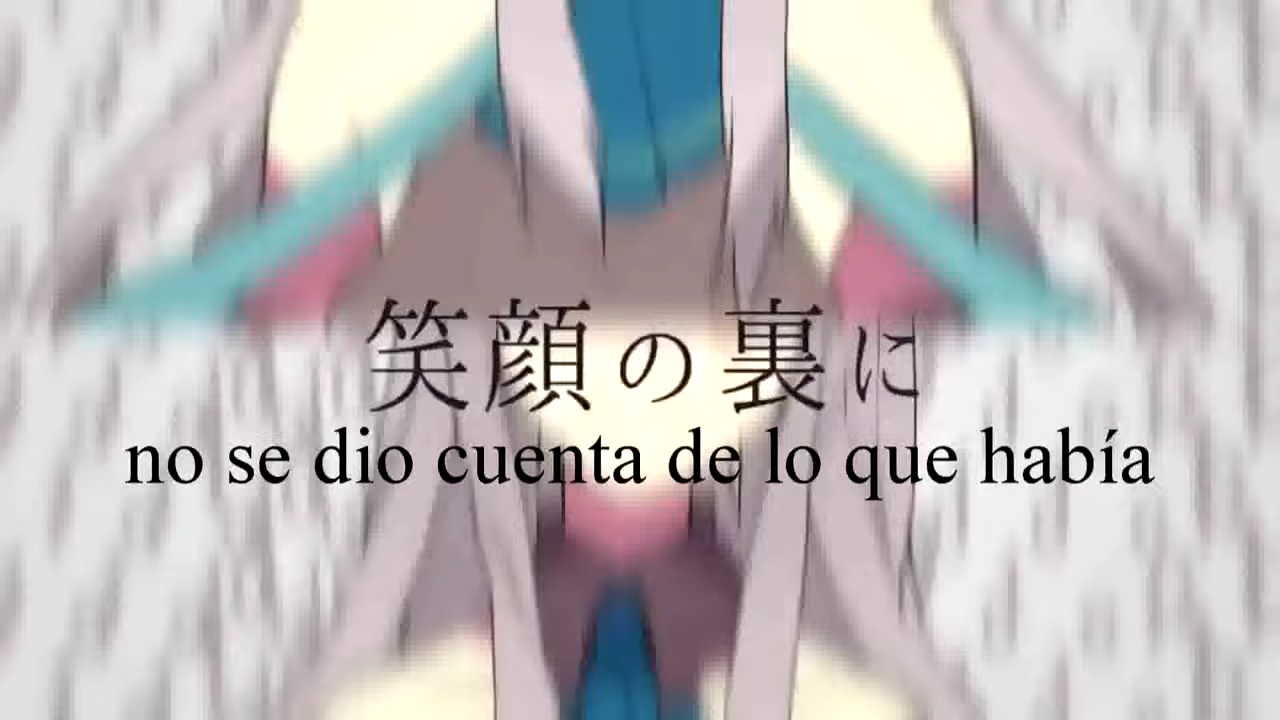 笑顔の裏に
no se dio cuenta de lo que había